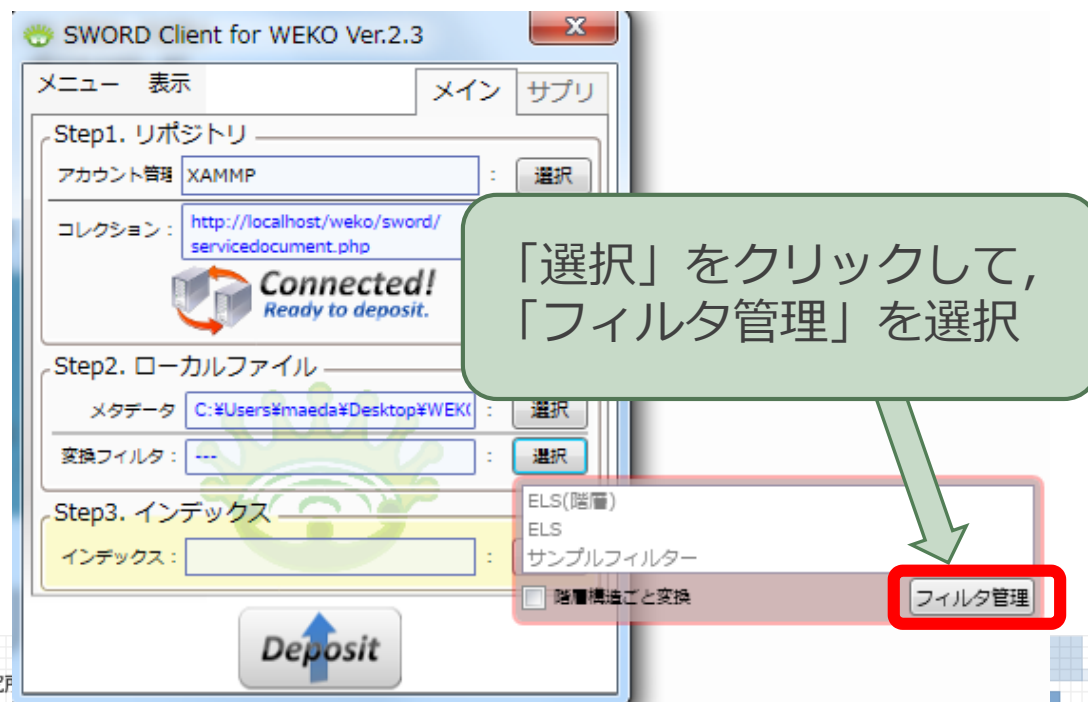 SWORD Client for WEKO Ver.2.3
メニュー 表示
メイン サプリ
Step1. リポジトリ
アカウント管理 XAMMP : 選択
コレクション : http://localhost/weko/sword/
servicedocument.php
Connected!
Ready to deposit.
「選択」をクリックして,
「フィルタ管理」を選択
Step2. ローカルファイル
メタデータ C:¥Users¥maeda¥Desktop¥WEK( : 選択
変換フィルタ : --- : 選択
ELS(階層)
ELS
サンプルフィルター
階層構造ごと変換 フィルタ管理
Step3. インデックス
インデックス : :
Deposit